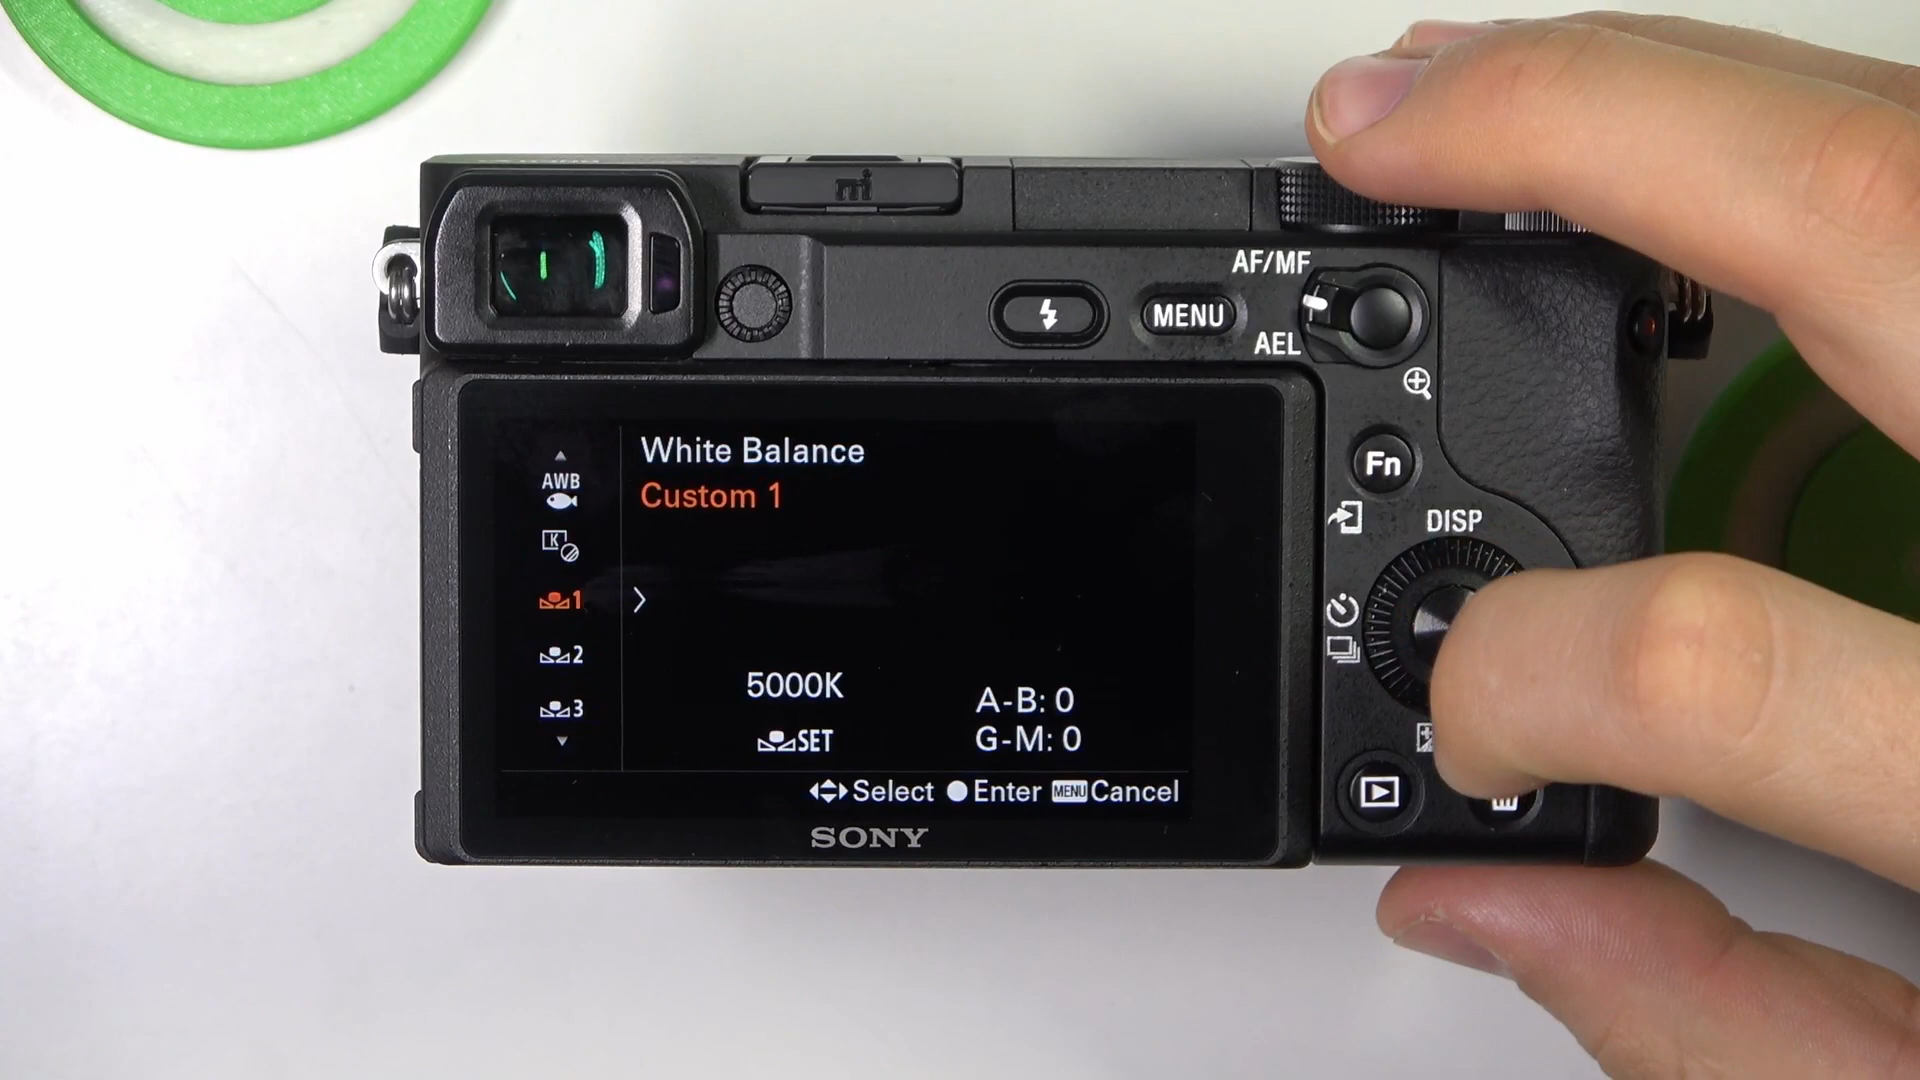 mi
AF/MF
MENU
AEL
Fn
DISP
White Balance
Custom 1
AWB
K
1
2
3
5000K
SET
A-B: 0
G-M: 0
Select Enter MENU Cancel
SONY